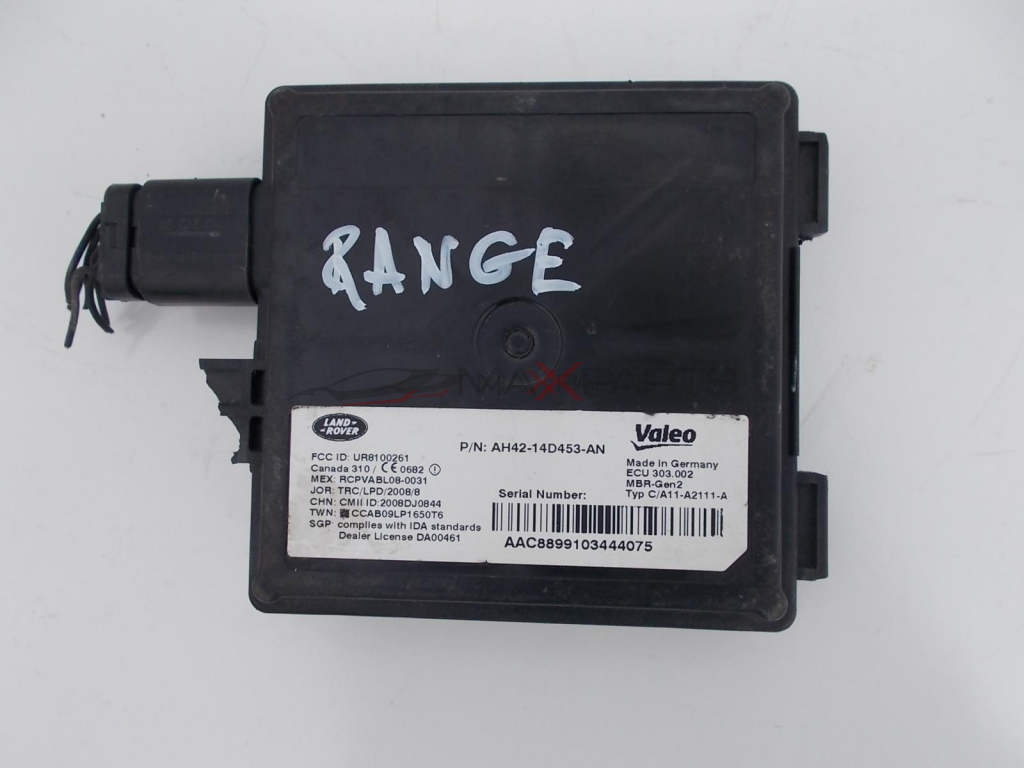 RANGE
MAXXPARTS
LAND-
-ROVER
P/N: AH42-14D453-AN
Valeo
FCC ID: UR8100261
Canada 310 / CE 0682
MEX: RCPVABL08-0031
JOR: TRC/LPD/2008/8
CHN: CMII ID:2008DJ0844
TWN: CCAB09LP1650T6
SGP: complies with IDA standards
Dealer License DA00461
Made in Germany
ECU 303.002
MBR-Gen2
Typ C/A11-A2111-A
Serial Number:
AAC8899103444075